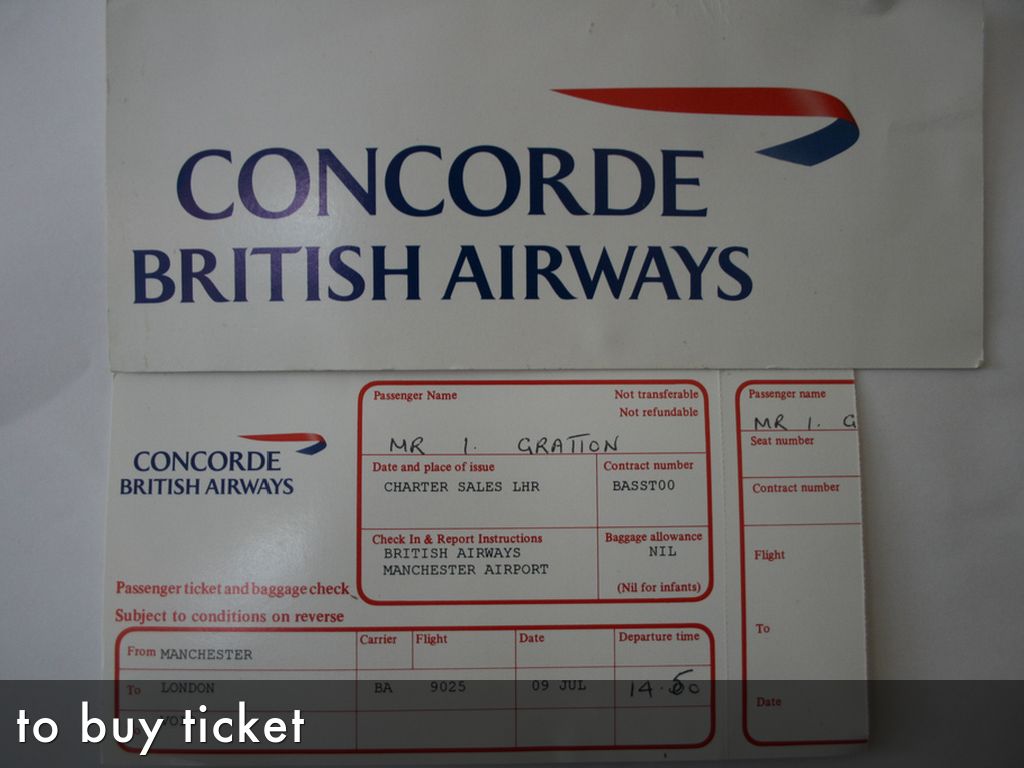 CONCORDE
BRITISH AIRWAYS
CONCORDE
BRITISH AIRWAYS
Passenger ticket and baggage check
Subject to conditions on reverse
Passenger Name
Not transferable
Not refundable
MR I. GRATTON
Date and place of issue
CHARTER SALES LHR
Contract number
BASST00
Check In & Report Instructions
BRITISH AIRWAYS
MANCHESTER AIRPORT
Baggage allowance
NIL
(Nil for infants)
From MANCHESTER
Carrier Flight Date Departure time
To LONDON BA 9025 09 JUL
Passenger name
MR I. G
Seat number
Contract number
Flight
To
Date
to buy ticket